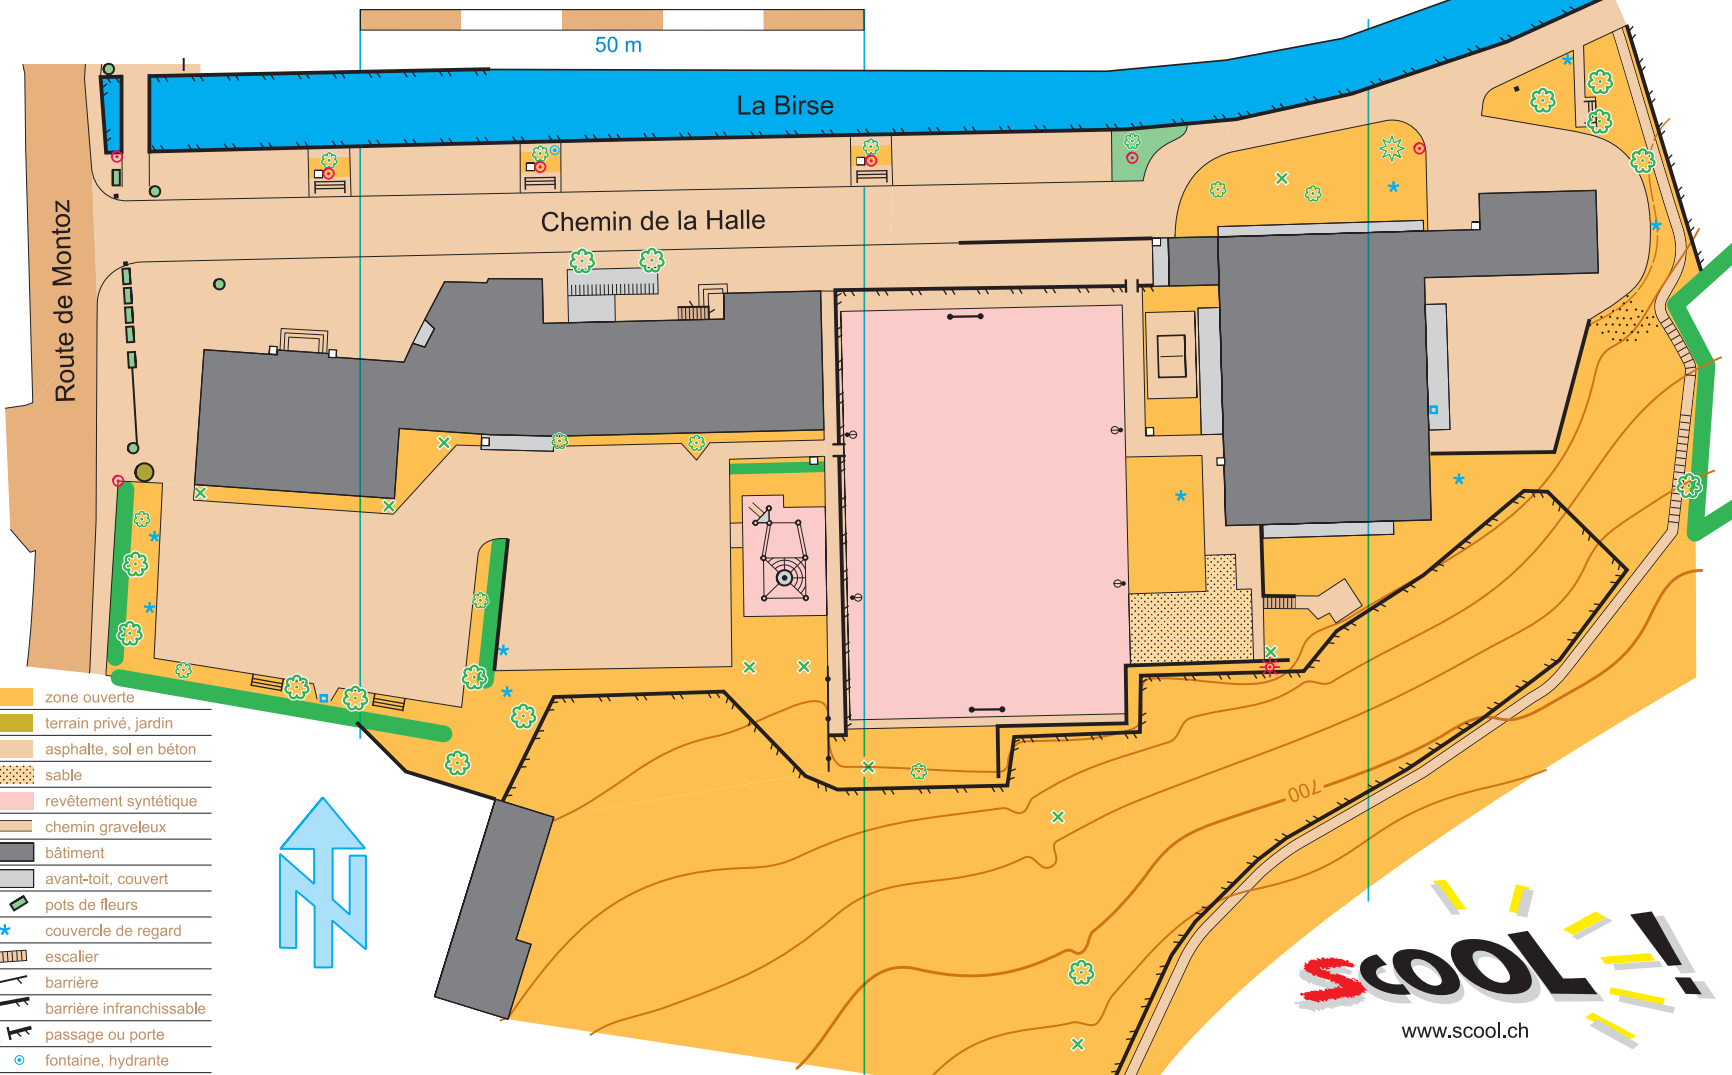 50 m
La Birse
Chemin de la Halle
Route de Montoz
700
zone ouverte
terrain privé, jardin
asphalte, sol en béton
sable
revêtement syntétique
chemin graveleux
bâtiment
avant-toit, couvert
pots de fleurs
couvercle de regard
escalier
barrière
barrière infranchissable
passage ou porte
fontaine, hydrante
N
sCOOL!
www.scool.ch